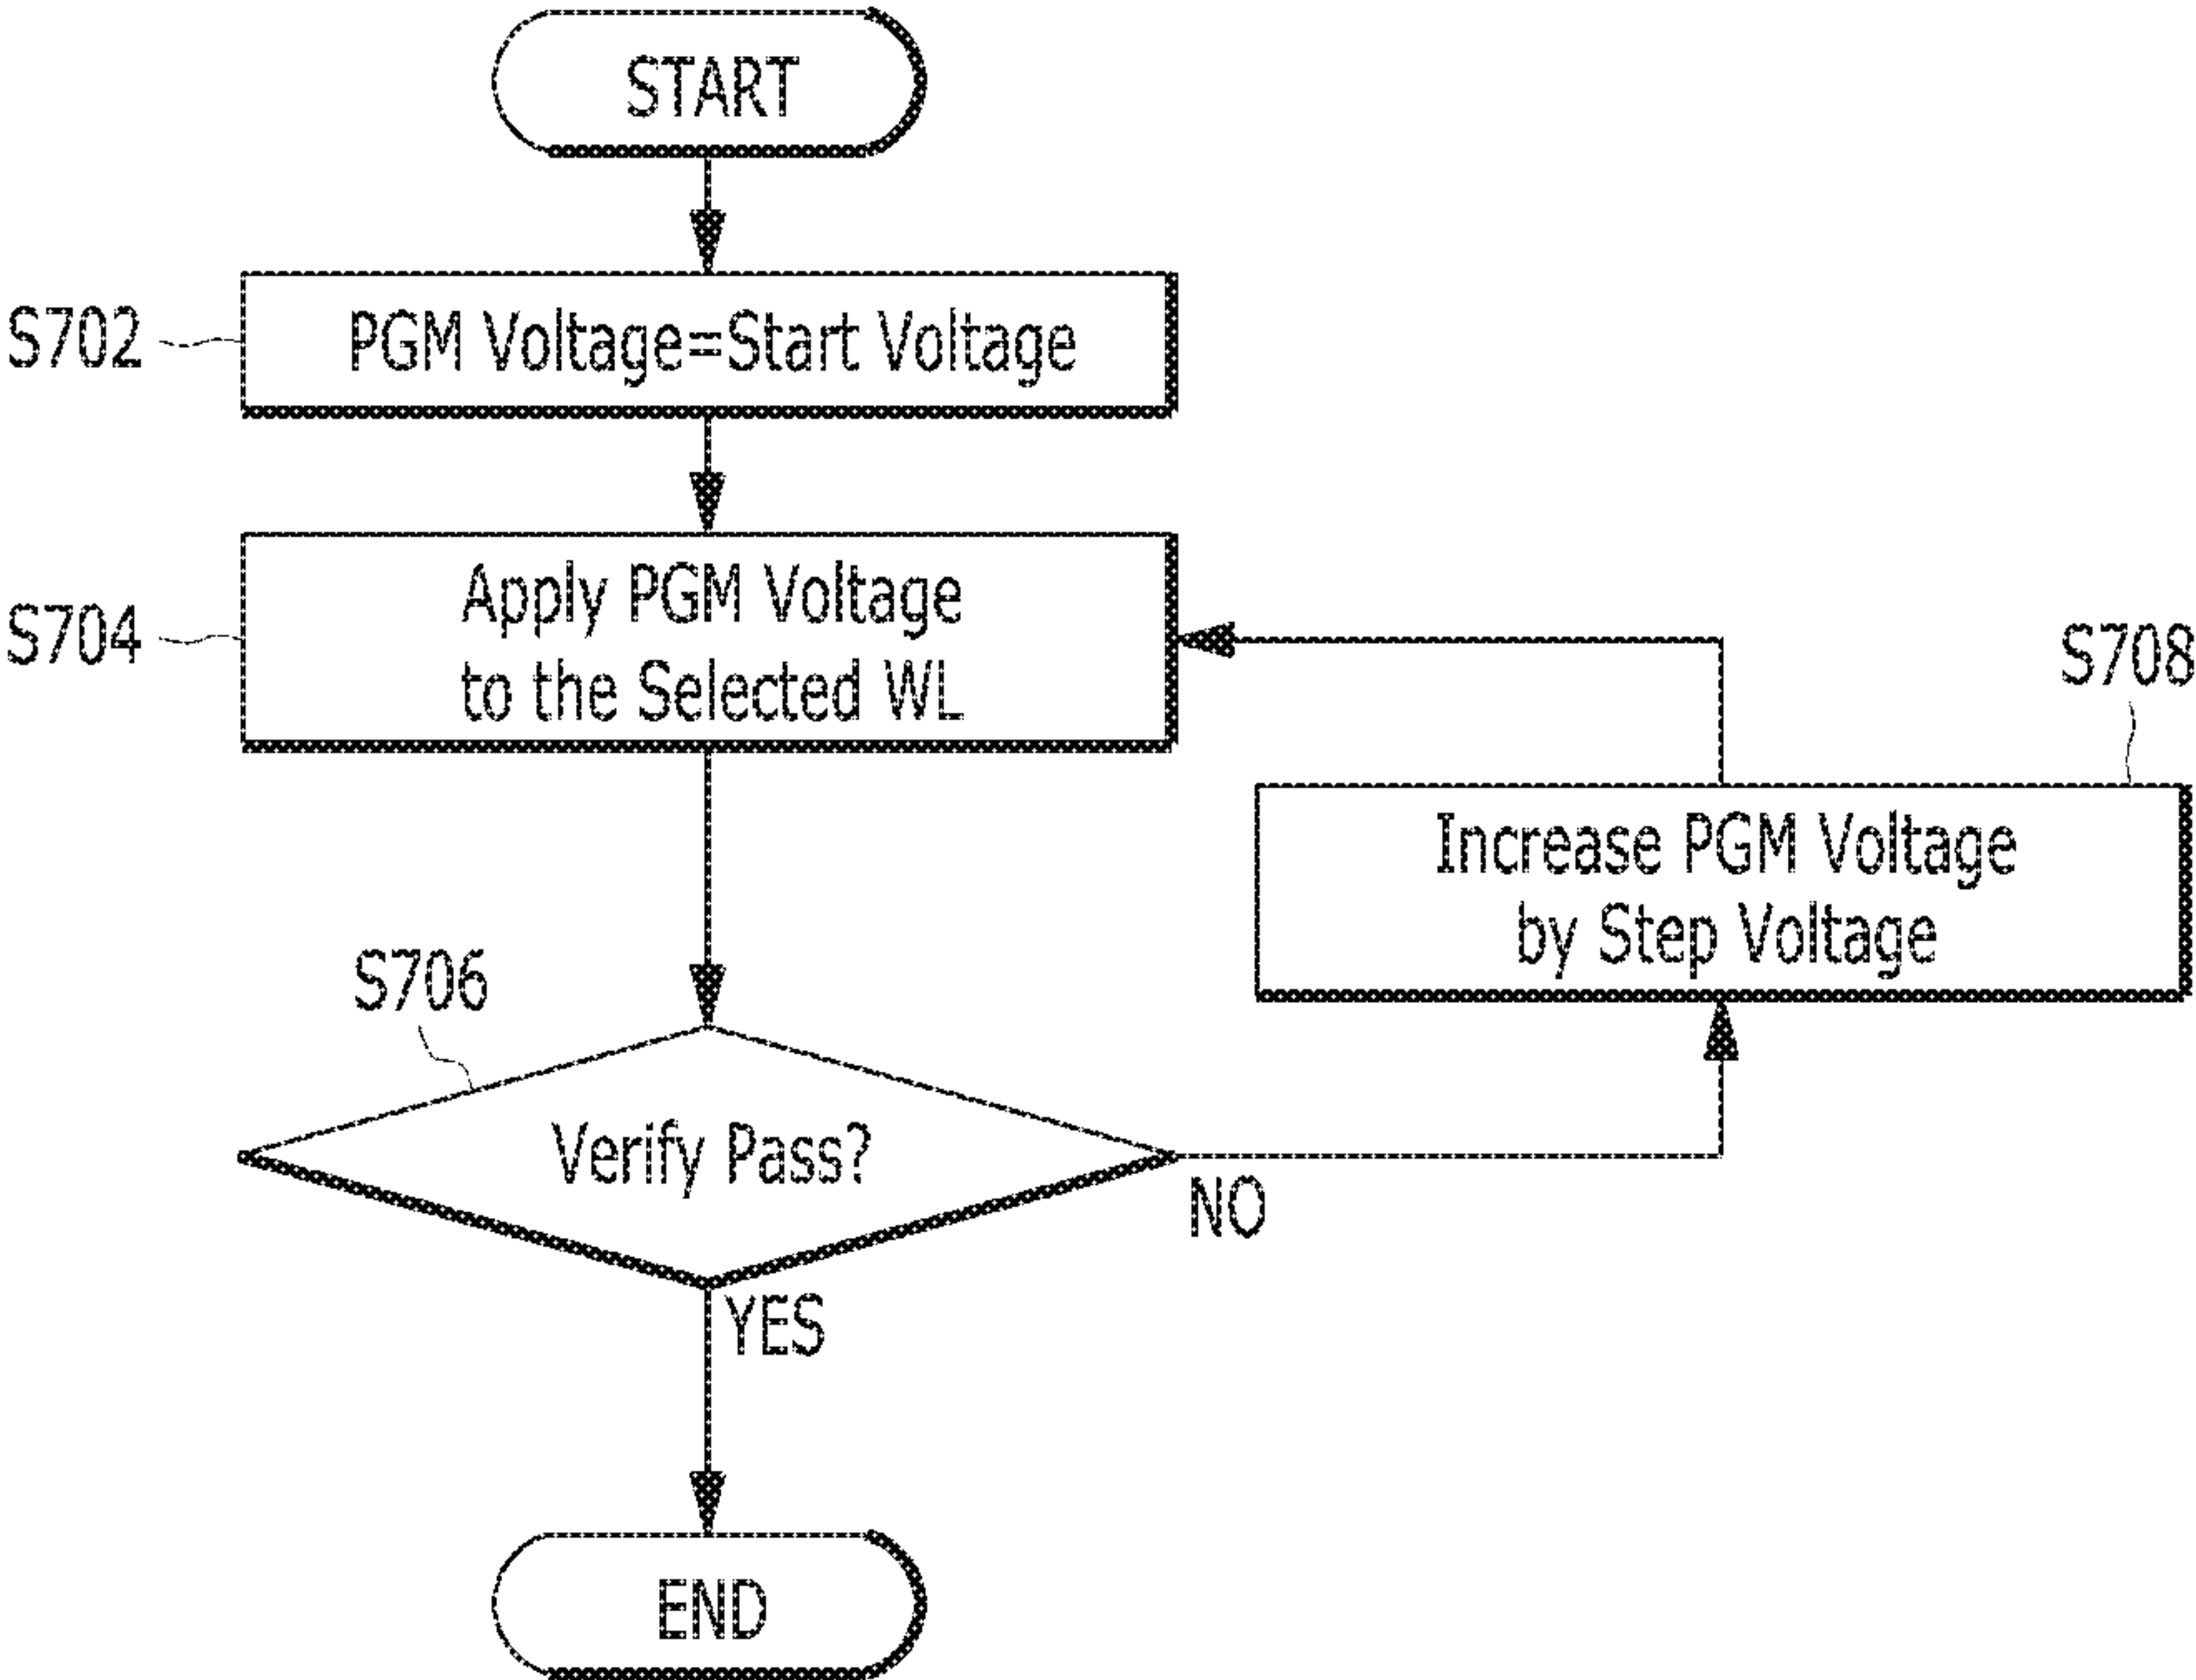 START
S702
PGM Voltage=Start Voltage
S704
Apply PGM Voltage
to the Selected WL
S708
Increase PGM Voltage
by Step Voltage
S706
Verify Pass?
NO
YES
END